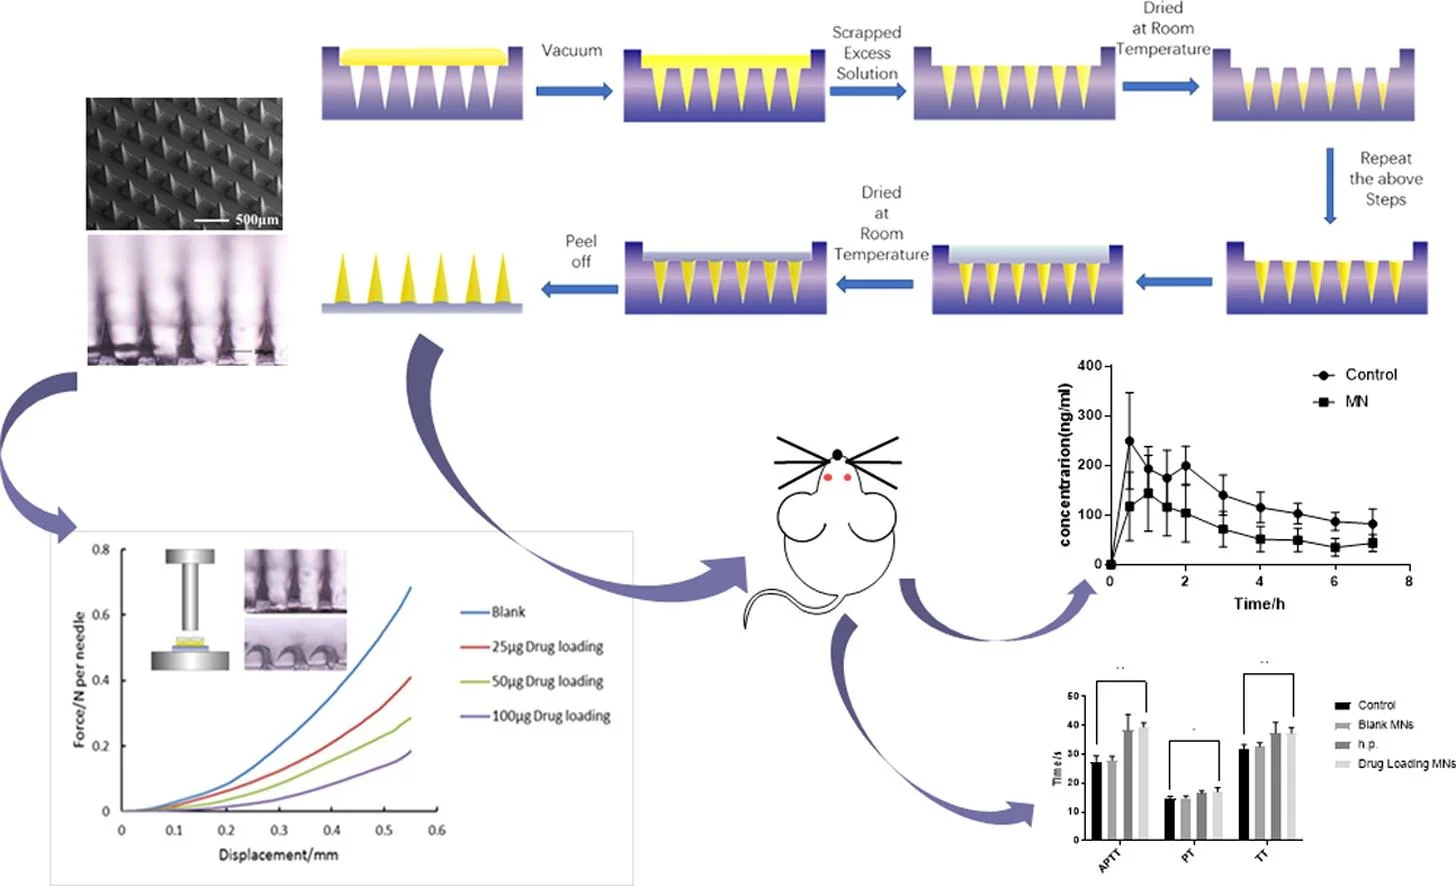 Vacuum
Scrapped
Excess
Solution
Dried
at Room
Temperature
Repeat
the above
Steps
Dried
at
Room
Temperature
Peel
off
500μm
0.8
0.6
0.4
0.2
0
0
0.1
0.2
0.3
0.4
0.5
0.6
Force/N per needle
Displacement/mm
Blank
25μg Drug loading
50μg Drug loading
100μg Drug loading
400
300
200
100
0
0
2
4
6
8
concentrarion(ng/ml)
Time/h
Control
MN
50
40
30
20
10
0
Time/s
APTT
PT
TT
Control
Blank MNs
h.p.
Drug Loading MNs